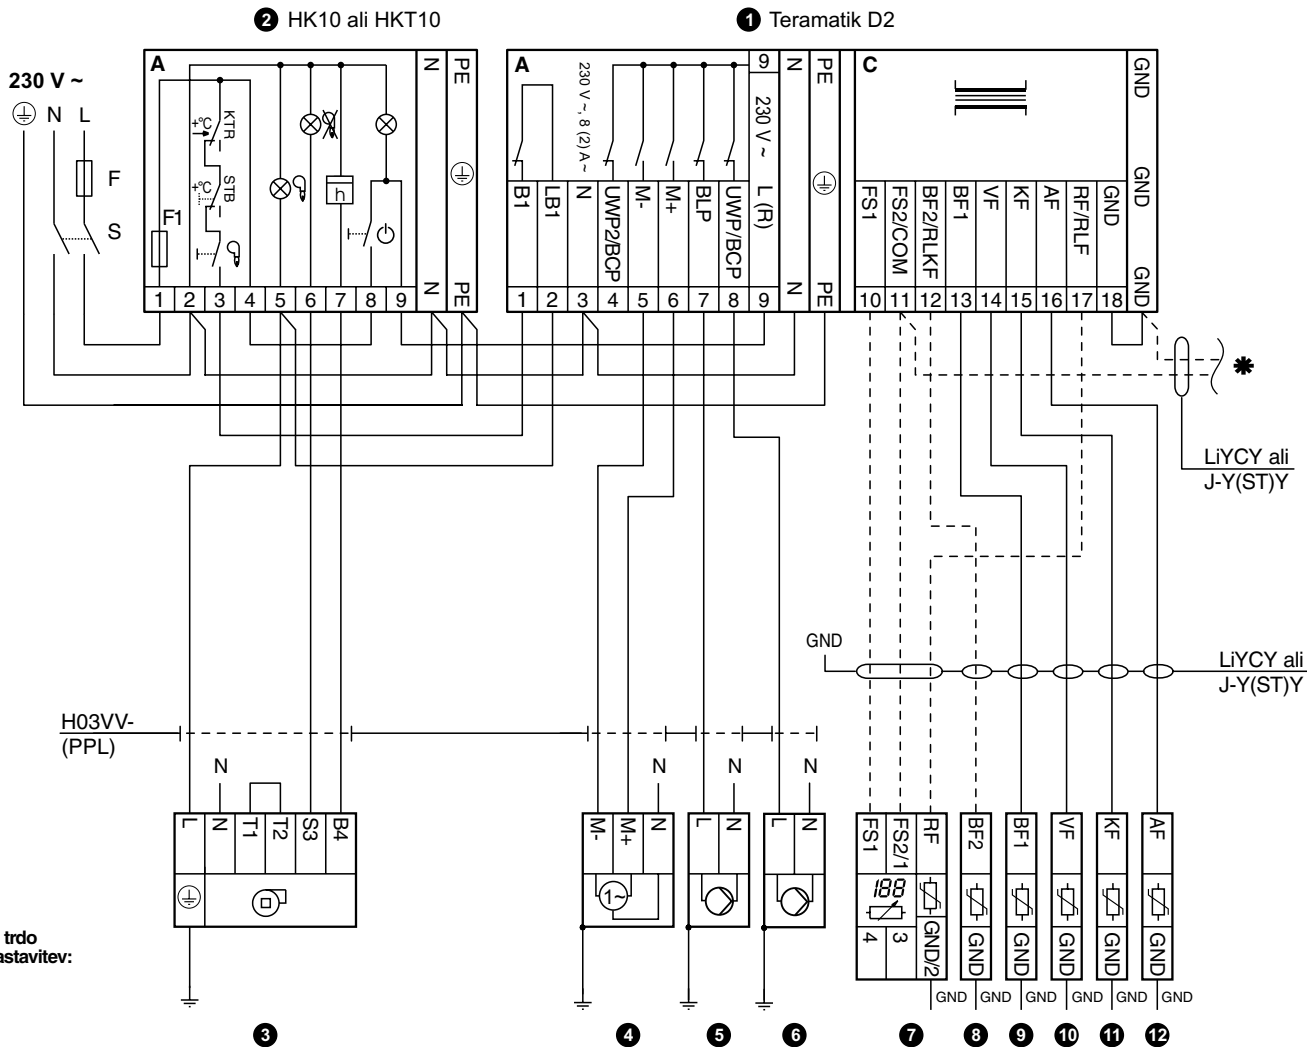 2 HK10 ali HKT10
1 Teramatik D2
230 V ~
N L
F
S
A
F1
+°C KTR
+°C STB
h
N
PE
1 2 3 4 5 6 7 8 9 N PE
A
230 V ~, 8 (2) A ~
9 N PE
230 V ~
B1 LB1 N UWP2/BCP M- M+ BLP UWP/BCP L (R)
1 2 3 4 5 6 7 8 9 N PE
C
GND
GND
FS1 FS2/COM BF2/RLKF BF1 VF KF AF RF/RLF GND
10 11 12 13 14 15 16 17 18 GND
✱
LiYCY ali
J-Y(ST)Y
GND
LiYCY ali
J-Y(ST)Y
H03VV-
(PPL)
N N N N
L N T1 T2 S3 B4
M- M+ N
1~
L N
L N
FS1 FS2/1 RF
188
4 3 GND/2
BF2 GND
BF1 GND
VF GND
KF GND
AF GND
GND GND GND GND GND GND
trdo
astavitev:
3 4 5 6 7 8 9 10 11 12